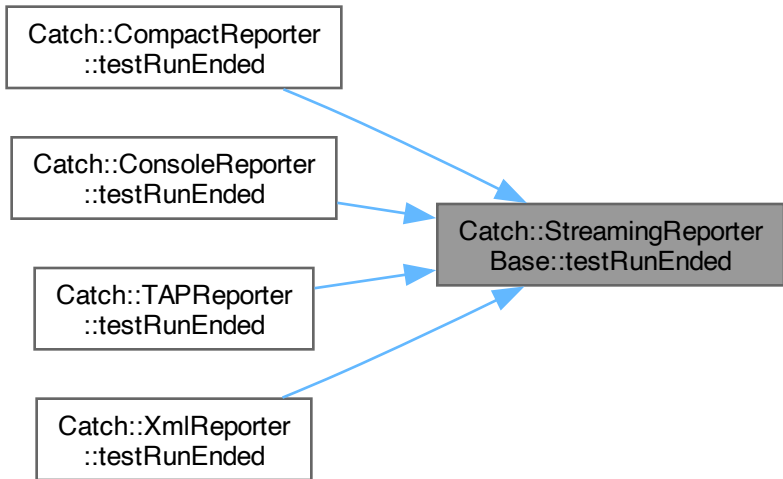 Catch::CompactReporter
::testRunEnded
Catch::ConsoleReporter
::testRunEnded
Catch::StreamingReporter
Base::testRunEnded
Catch::TAPReporter
::testRunEnded
Catch::XmlReporter
::testRunEnded